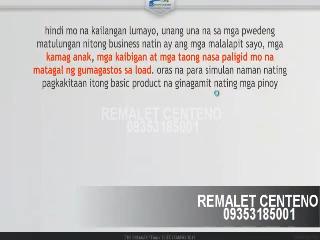 hindi mo na kailangan lumayo, unang una na sa mga pwedeng
matulungan nitong business natin ay ang mga malalapit sayo, mga
kamag anak, mga kaibigan at mga taong nasa paligid mo na
matagal ng gumagastos sa load. oras na para simulan naman nating
pagkakitaan itong basic product na ginagamit nating mga pinoy
REMALET CENTENO
09353185001
REMALET CENTENO
09353185001